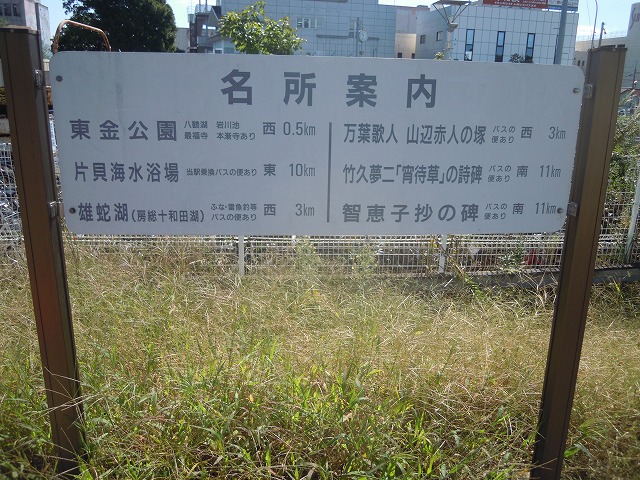 名所案内
東金公園 八鶴湖 岩川池 最福寺 本漸寺あり 西 0.5km
片貝海水浴場 当駅乗換バスの便あり 東 10km
雄蛇湖(房総十和田湖) ふな・雷魚釣等 バスの便あり 西 3km
万葉歌人 山辺赤人の塚 バスの便あり 西 3km
竹久夢二「宵待草」の詩碑 バスの便あり 南 11km
智恵子抄の碑 バスの便あり 南 11km